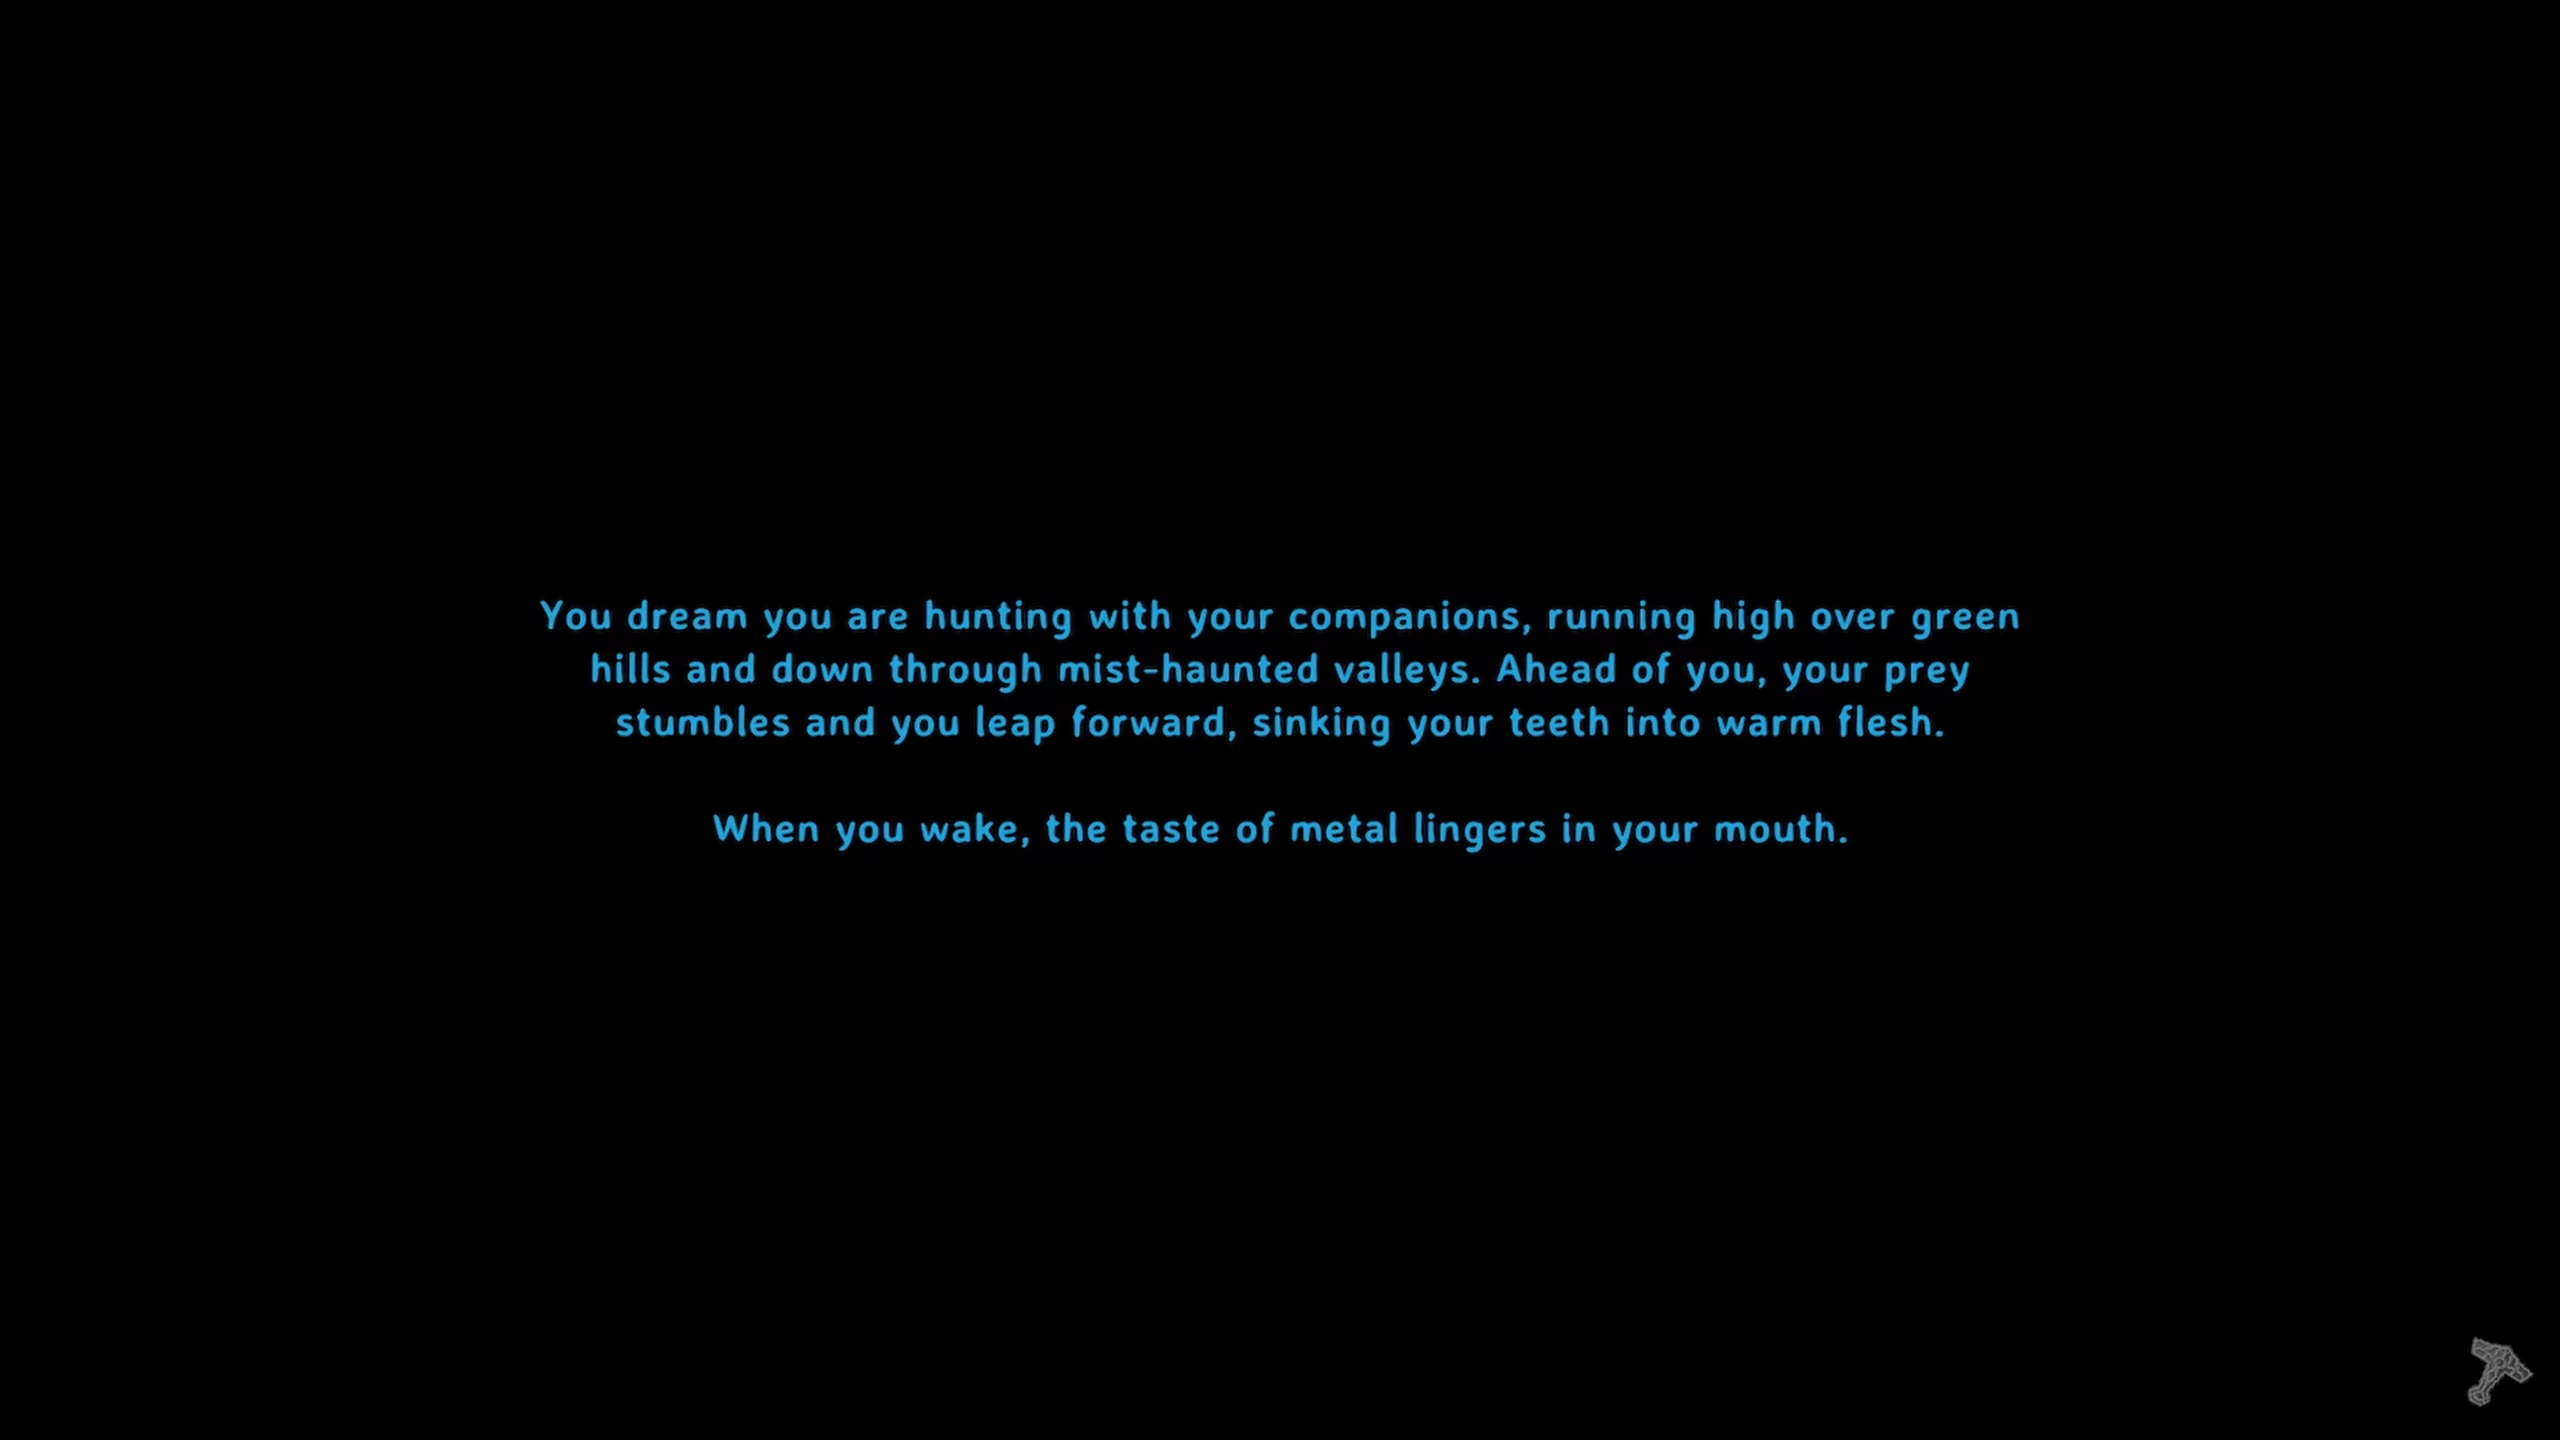 You dream you are hunting with your companions, running high over green
hills and down through mist-haunted valleys. Ahead of you, your prey
stumbles and you leap forward, sinking your teeth into warm flesh.
When you wake, the taste of metal lingers in your mouth.